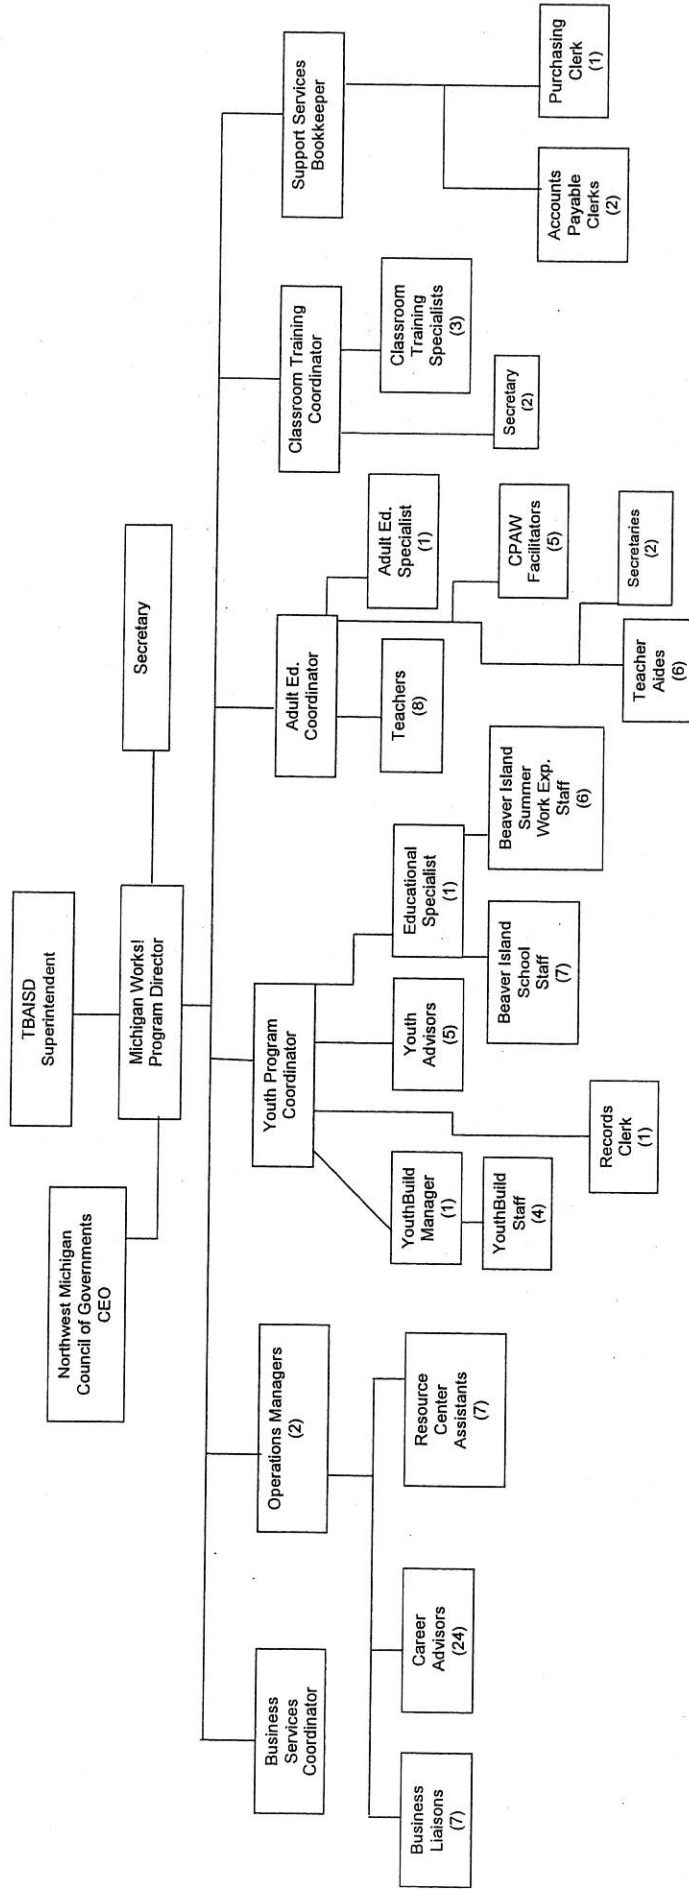 TBAISD
Superintendent
Northwest Michigan
Council of Governments
CEO
Michigan Works!
Program Director
Secretary
Business
Services
Coordinator
Operations Managers
(2)
Youth Program
Coordinator
Adult Ed.
Coordinator
Classroom Training
Coordinator
Support Services
Bookkeeper
Business
Liaisons
(7)
Career
Advisors
(24)
Resource
Center
Assistants
(7)
YouthBuild
Manager
(1)
YouthBuild
Staff
(4)
Records
Clerk
(1)
Youth
Advisors
(5)
Educational
Specialist
(1)
Beaver Island
School
Staff
(7)
Beaver Island
Summer
Work Exp.
Staff
(6)
Teachers
(8)
Adult Ed.
Specialist
(1)
CPAW
Facilitators
(5)
Teacher
Aides
(6)
Secretaries
(2)
Classroom
Training
Specialists
(3)
Secretary
(2)
Accounts
Payable
Clerks
(2)
Purchasing
Clerk
(1)